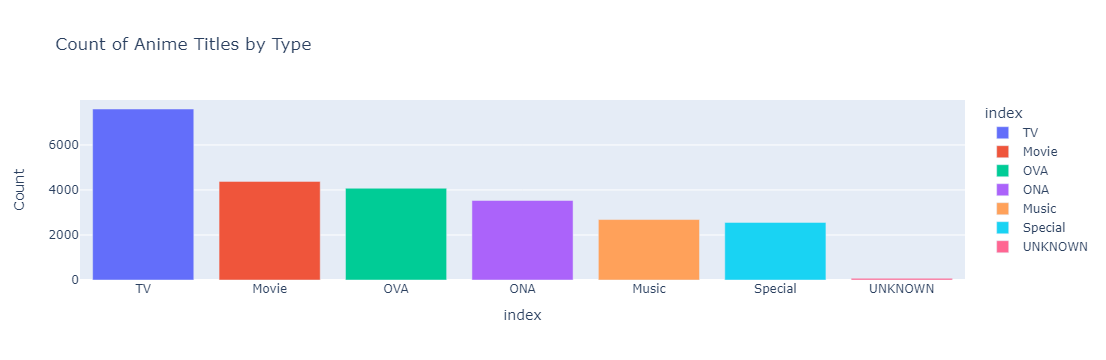 Count of Anime Titles by Type
Count
6000
4000
2000
0
TV
Movie
OVA
ONA
Music
Special
UNKNOWN
index
index
TV
Movie
OVA
ONA
Music
Special
UNKNOWN